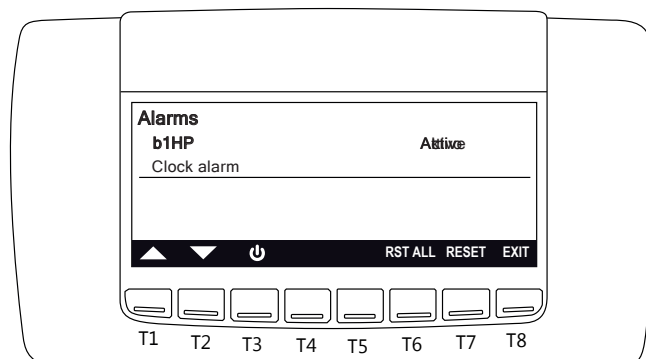 Alarms
b1HP
Clock alarm
RST ALL RESET EXIT
T1 T2 T3 T4 T5 T6 T7 T8